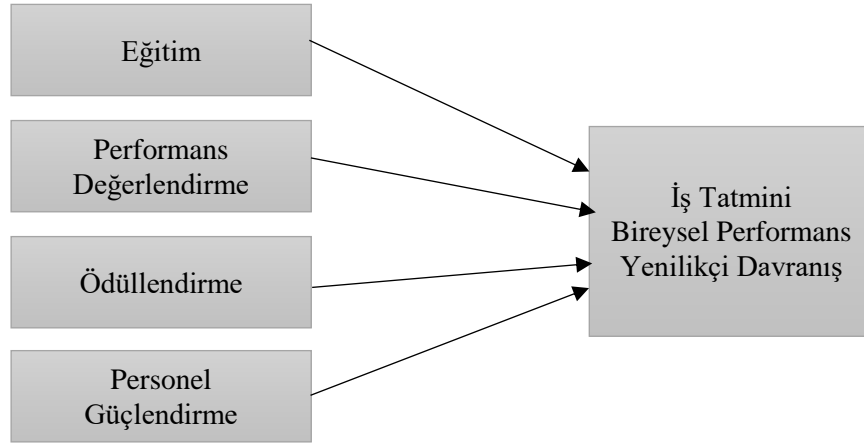 Eğitim
Performans
Değerlendirme
Ödüllendirme
Personel
Güçlendirme
İş Tatmini
Bireysel Performans
Yenilikçi Davranış